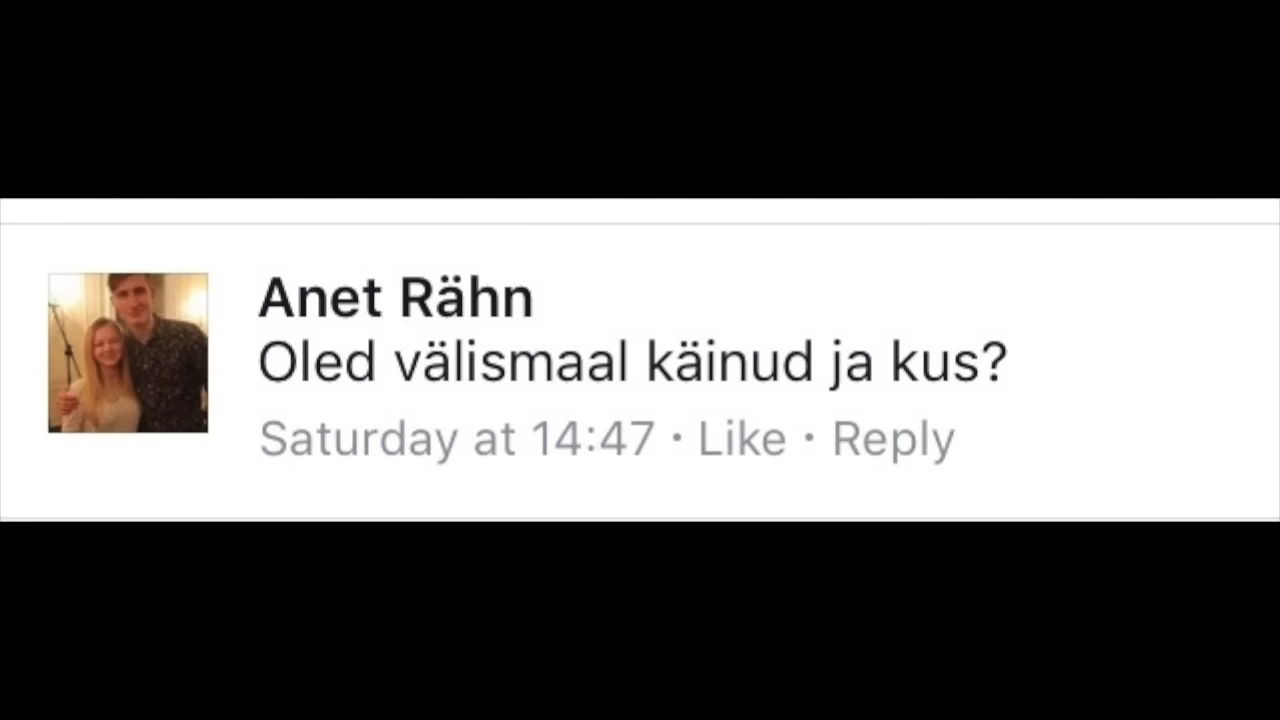 Anet Rähn
Oled välismaal käinud ja kus?
Saturday at 14:47 · Like · Reply